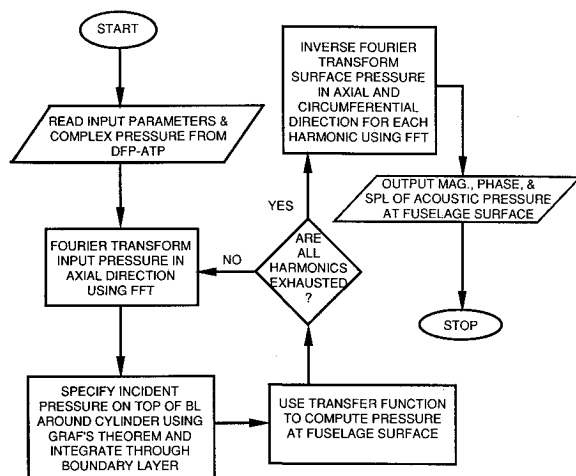 START
READ INPUT PARAMETERS &
COMPLEX PRESSURE FROM
DFP-ATP
FOURIER TRANSFORM
INPUT PRESSURE IN
AXIAL DIRECTION
USING FFT
SPECIFY INCIDENT
PRESSURE ON TOP OF BL
AROUND CYLINDER USING
GRAF'S THEOREM AND
INTEGRATE THROUGH
BOUNDARY LAYER
USE TRANSFER FUNCTION
TO COMPUTE PRESSURE
AT FUSELAGE SURFACE
ARE
ALL
HARMONICS
EXHAUSTED
?
NO
YES
INVERSE FOURIER
TRANSFORM
SURFACE PRESSURE
IN AXIAL AND
CIRCUMFERENTIAL
DIRECTION FOR EACH
HARMONIC USING FFT
OUTPUT MAG., PHASE, &
SPL OF ACOUSTIC PRESSURE
AT FUSELAGE SURFACE
STOP